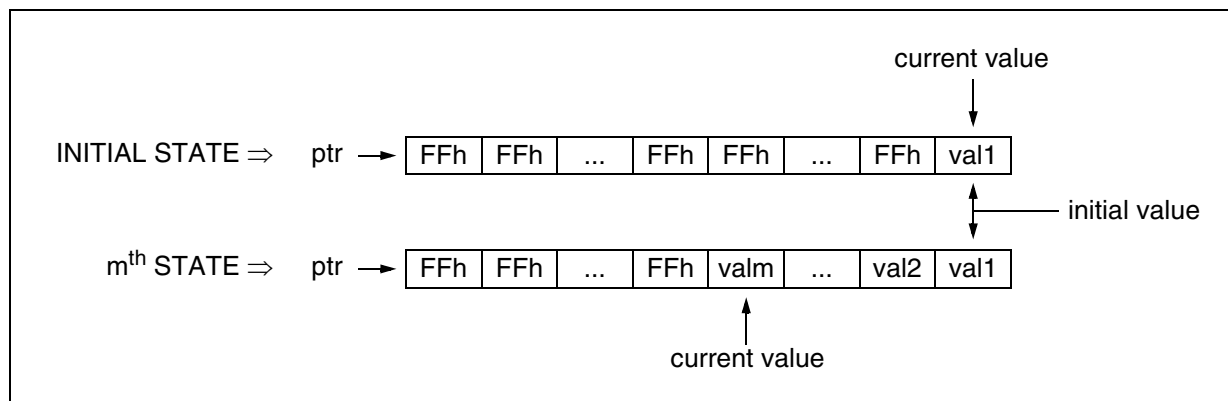 current value
INITIAL STATE ⇒ ptr FFh FFh ... FFh FFh ... FFh val1
initial value
mth STATE ⇒ ptr FFh FFh ... FFh valm ... val2 val1
current value